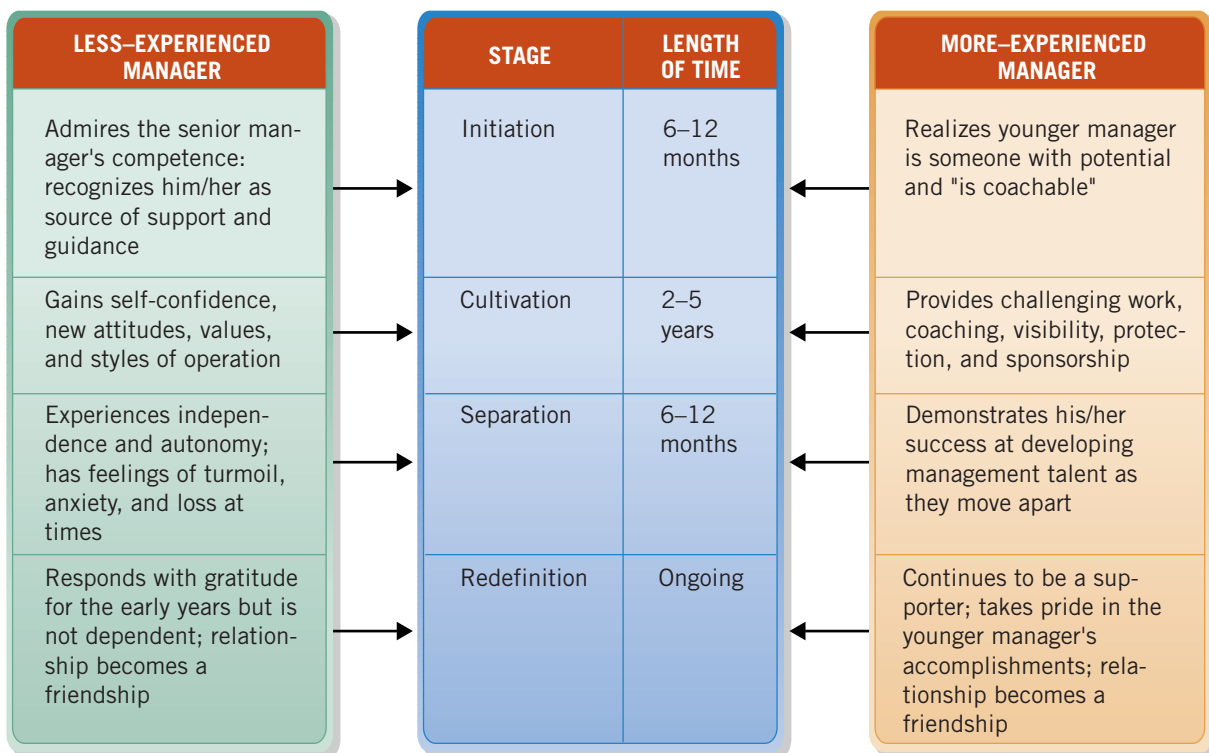 LESS–EXPERIENCED
MANAGER
Admires the senior man-
ager's competence:
recognizes him/her as
source of support and
guidance
Gains self-confidence,
new attitudes, values,
and styles of operation
Experiences indepen-
dence and autonomy;
has feelings of turmoil,
anxiety, and loss at
times
Responds with gratitude
for the early years but is
not dependent; relation-
ship becomes a
friendship
STAGE
LENGTH
OF TIME
Initiation
6–12
months
Cultivation
2–5
years
Separation
6–12
months
Redefinition
Ongoing
MORE–EXPERIENCED
MANAGER
Realizes younger manager
is someone with potential
and "is coachable"
Provides challenging work,
coaching, visibility, protec-
tion, and sponsorship
Demonstrates his/her
success at developing
management talent as
they move apart
Continues to be a sup-
porter; takes pride in the
younger manager's
accomplishments; rela-
tionship becomes a
friendship